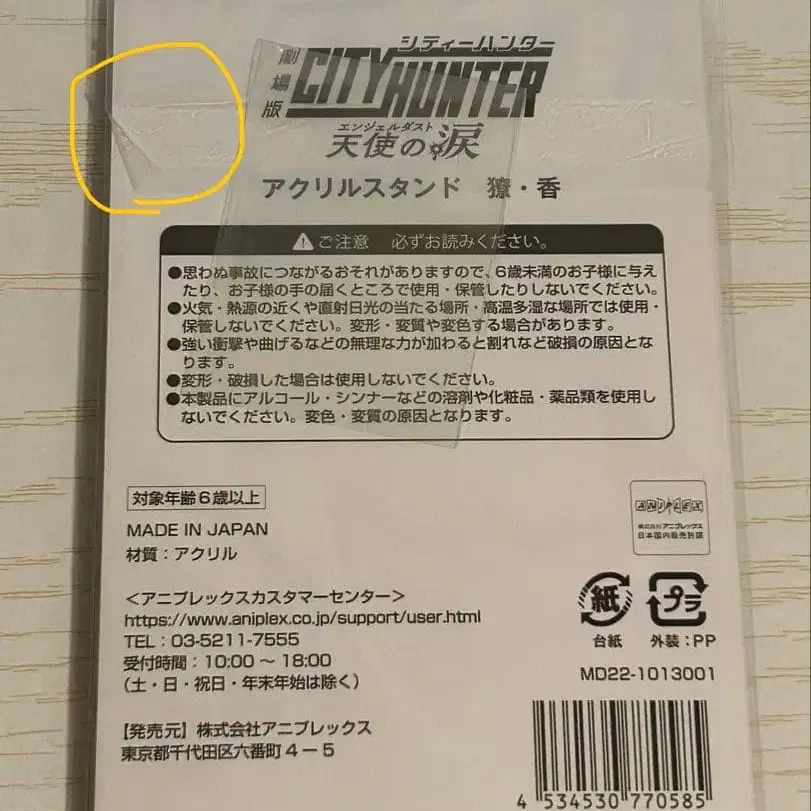 シティーハンター
劇場版 CITY HUNTER
エンジェルダスト
天使の涙
アクリルスタンド 獠・香
ご注意 必ずお読みください。
●思わぬ事故につながるおそれがありますので、6歳未満のお子様に与え
たり、お子様の手の届くところで使用・保管したりしないでください。
●火気・熱源の近くや直射日光の当たる場所・高温多湿な場所では使用・
保管しないでください。変形・変質や変色する場合があります。
●強い衝撃や曲げるなどの無理な力が加わると割れなど破損の原因とな
ります。
●変形・破損した場合は使用しないでください。
●本製品にアルコール・シンナーなどの溶剤や化粧品・薬品類を使用し
ないでください。変色・変質の原因となります。
対象年齢6歳以上
MADE IN JAPAN
材質:アクリル
ANIPLEX
株式会社アニプレックス
日本国内販売許諾
<アニプレックスカスタマーセンター>
https://www.aniplex.co.jp/support/user.html
TEL:03-5211-7555
受付時間:10:00~18:00
(土・日・祝日・年末年始は除く)
紙 プラ
台紙 外装:PP
MD22-1013001
【発売元】株式会社アニプレックス
東京都千代田区六番町4-5
4 534530 770585